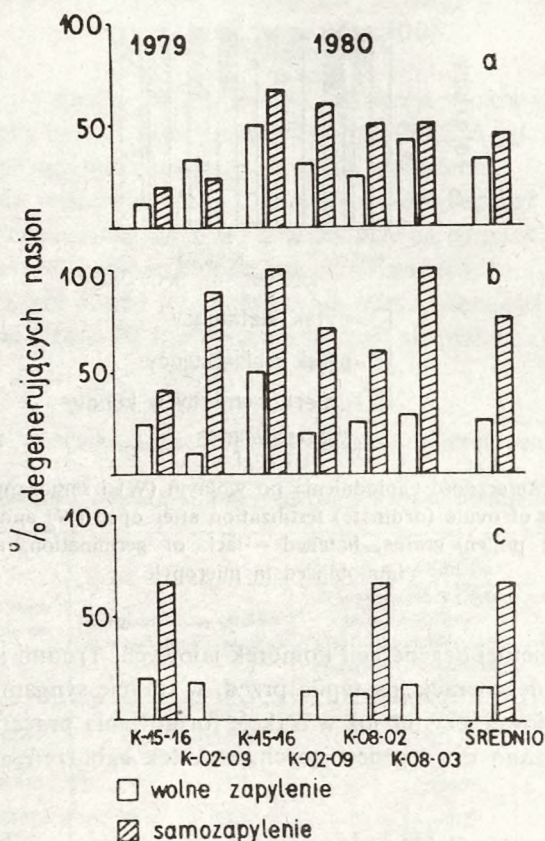 100
1979
1980
a
50
100
b
50
100
c
50
% degenerujących nasion
K-15-16
K-02-09
K-15-16
K-02-09
K-08-02
K-08-03
ŚREDNIO
wolne zapylenie
samozapylenie